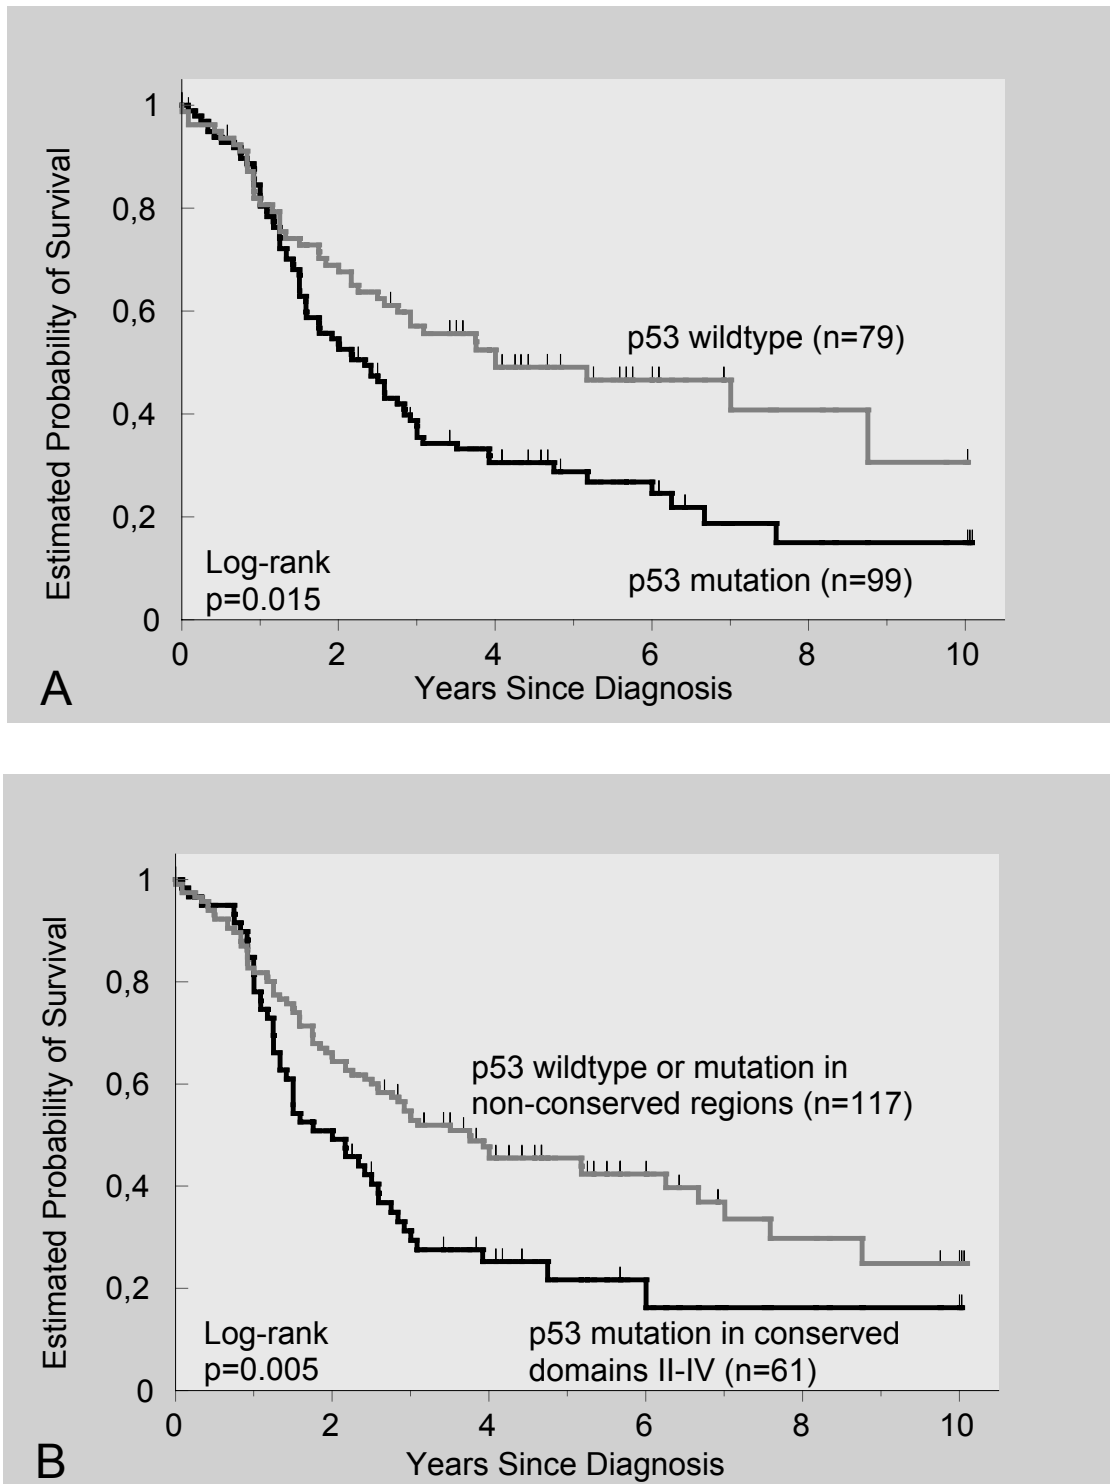 Estimated Probability of Survival
1
0,8
0,6
0,4
0,2
0
p53 wildtype (n=79)
p53 mutation (n=99)
Log-rank
p=0.015
0 2 4 6 8 10
Years Since Diagnosis
A
Estimated Probability of Survival
1
0,8
0,6
0,4
0,2
0
p53 wildtype or mutation in
non-conserved regions (n=117)
p53 mutation in conserved
domains II-IV (n=61)
Log-rank
p=0.005
0 2 4 6 8 10
Years Since Diagnosis
B